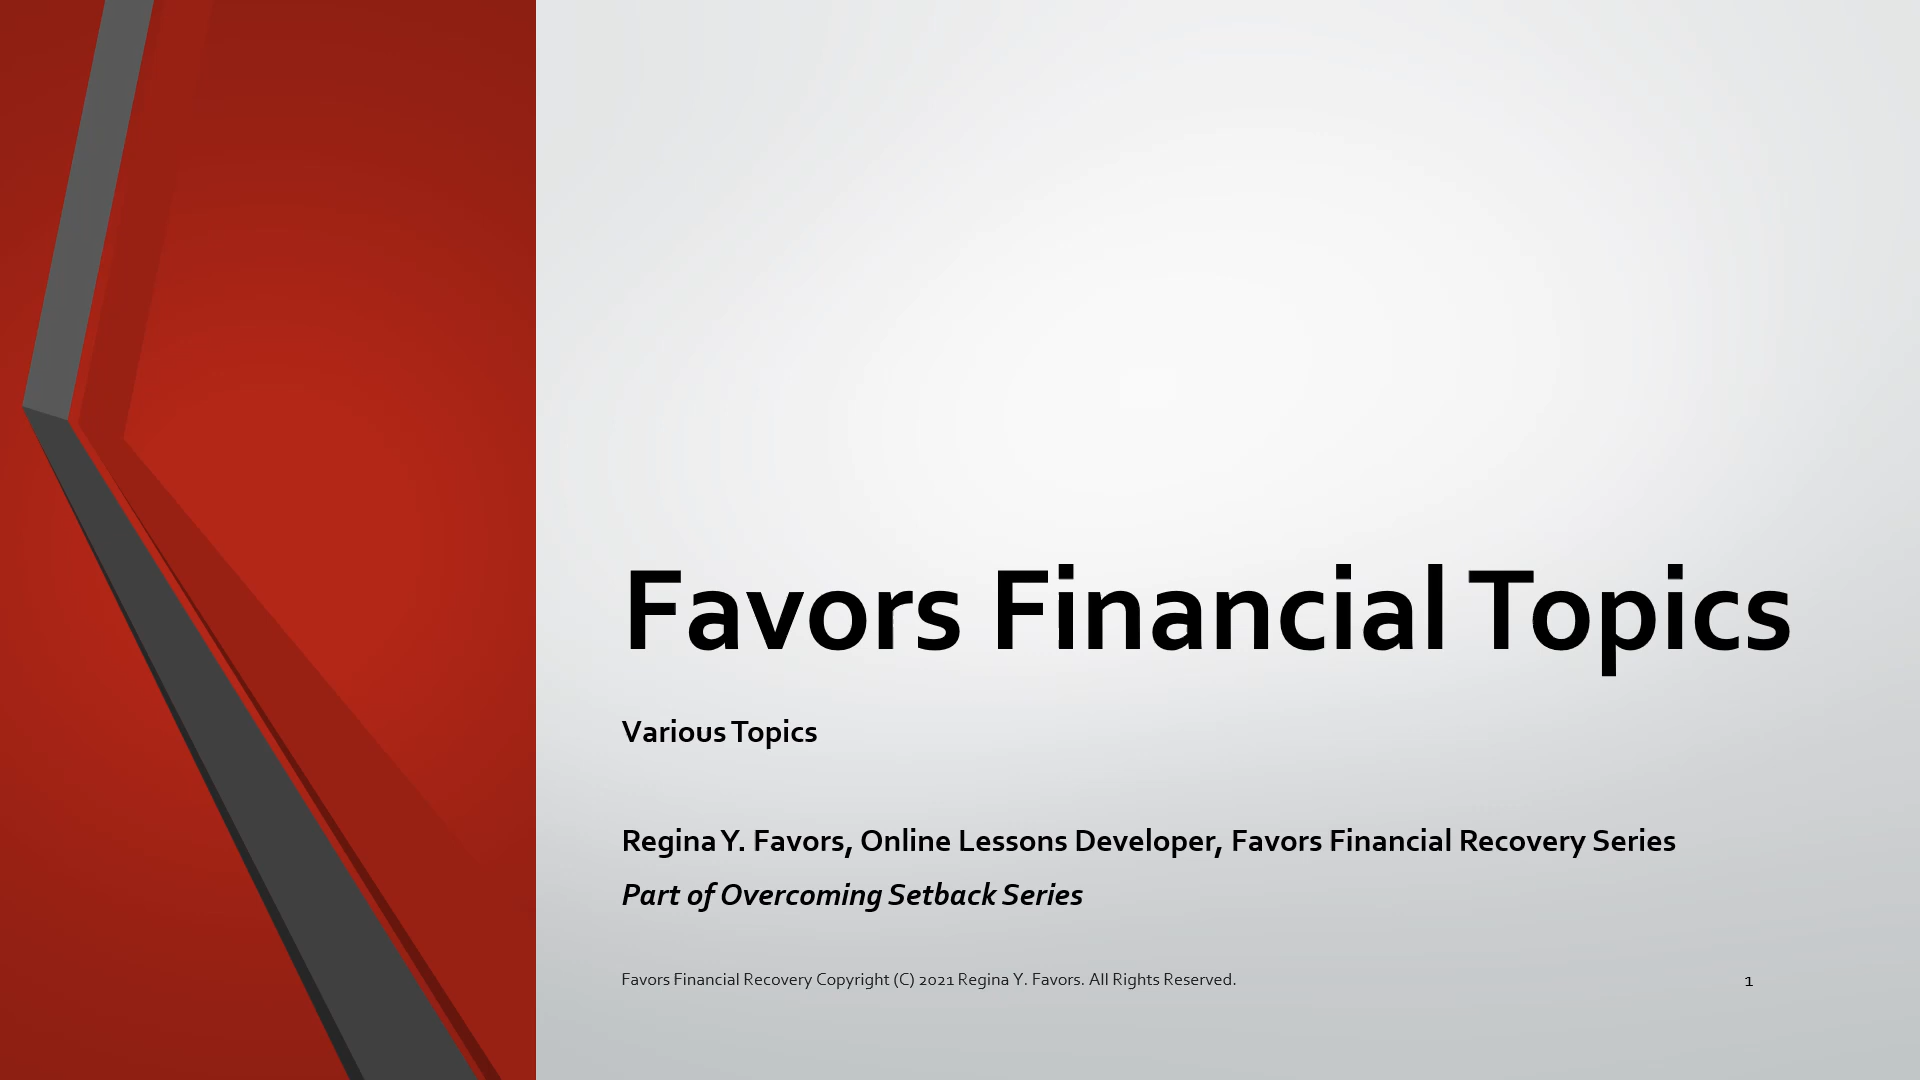 Favors Financial Topics
Various Topics
Regina Y. Favors, Online Lessons Developer, Favors Financial Recovery Series
Part of Overcoming Setback Series
Favors Financial Recovery Copyright (C) 2021 Regina Y. Favors. All Rights Reserved.
1